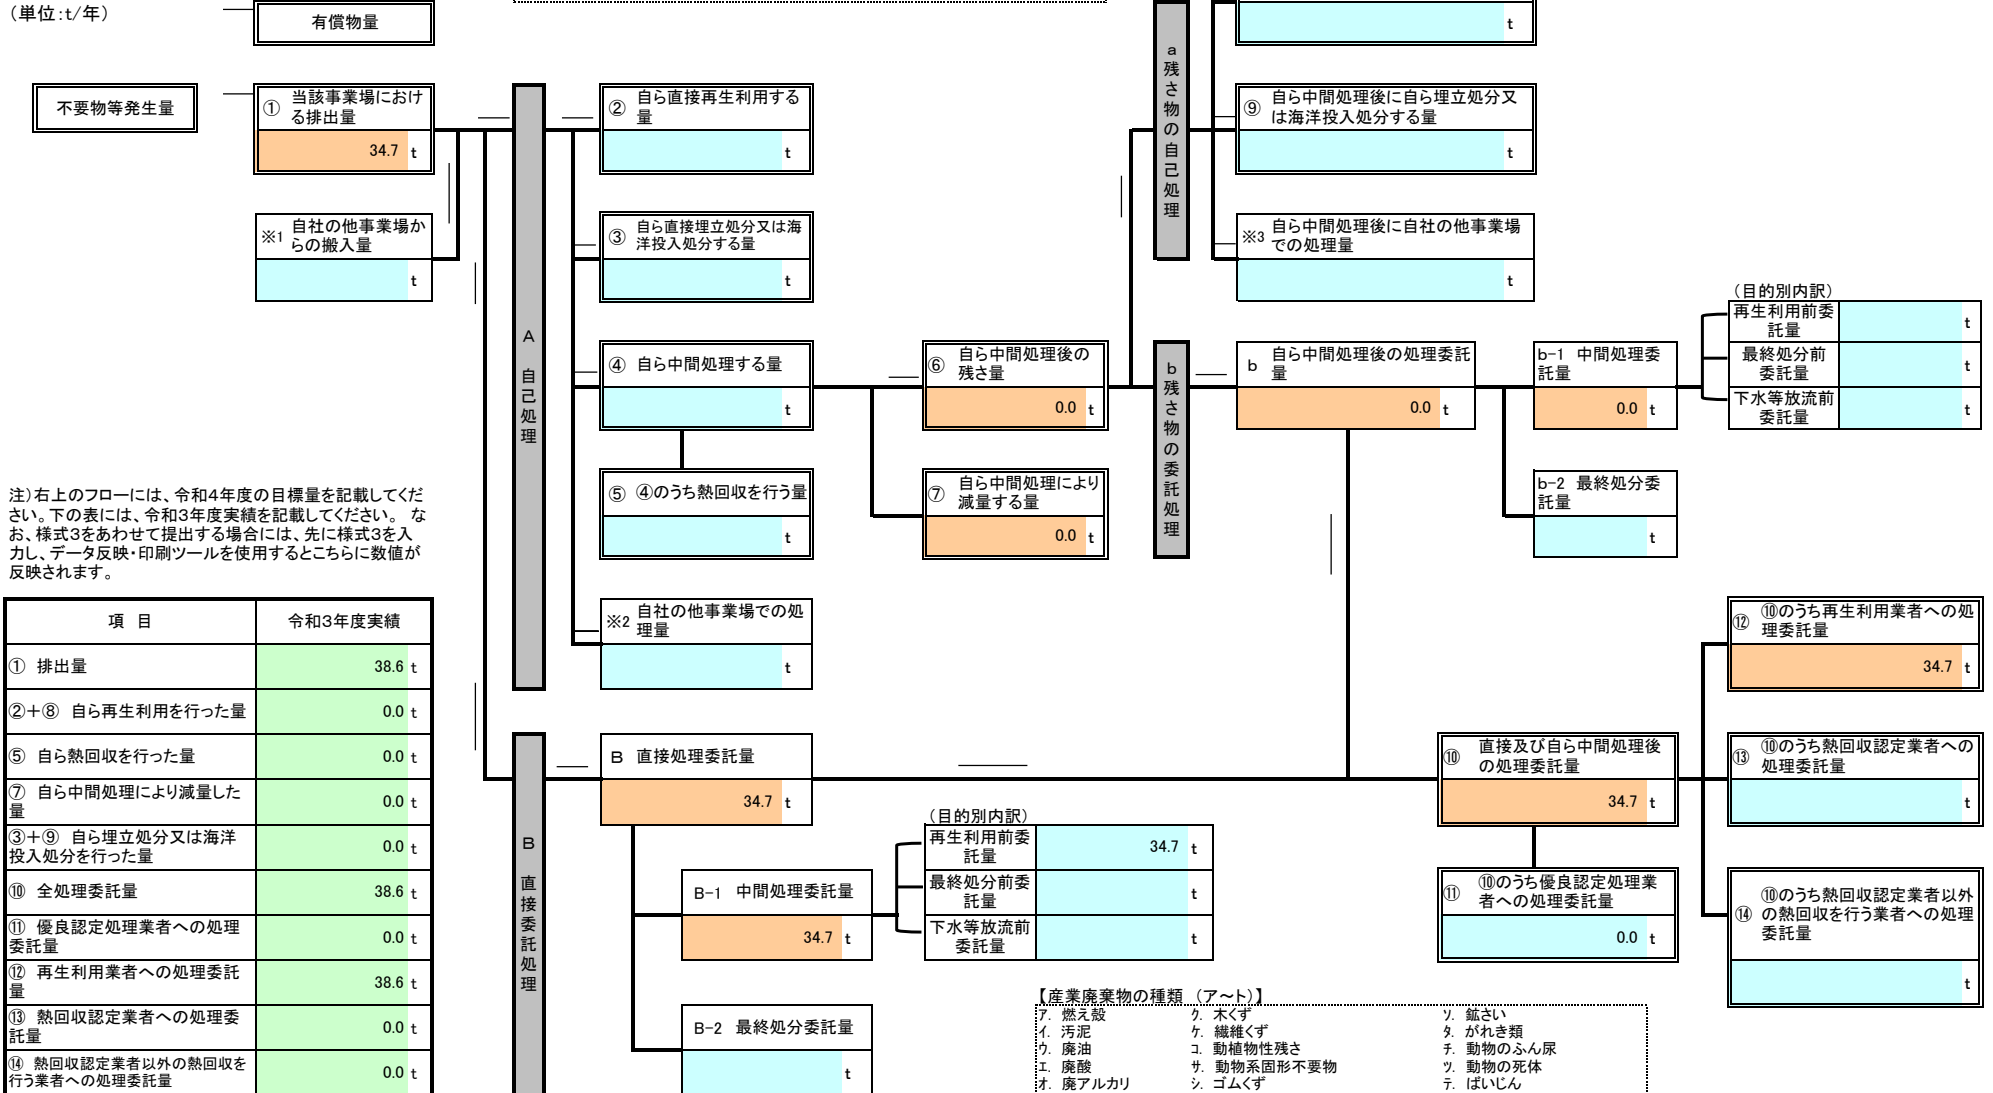 （単位:t/年）
有償物量
t
不要物等発生量
① 当該事業場におけ
る排出量
34.7 t
※1 自社の他事業場か
らの搬入量
t
A 自己処理
② 自ら直接再生利用する
量
t
③ 自ら直接埋立処分又は海
洋投入処分する量
t
④ 自ら中間処理する量
t
⑤ ④のうち熱回収を行う量
t
※2 自社の他事業場での処
理量
t
⑥ 自ら中間処理後の
残さ量
0.0 t
⑦ 自ら中間処理により
減量する量
0.0 t
a 残さ物の自己処理
⑨ 自ら中間処理後に自ら埋立処分又
は海洋投入処分する量
t
※3 自ら中間処理後に自社の他事業場
での処理量
t
b 残さ物の委託処理
b 自ら中間処理後の処理委託
量
0.0 t
b-1 中間処理委
託量
0.0 t
b-2 最終処分委
託量
t
（目的別内訳）
再生利用前委
託量
t
最終処分前
委託量
t
下水等放流前
委託量
t
注）右上のフローには、令和4年度の目標量を記載してくだ
さい。下の表には、令和3年度実績を記載してください。 な
お、様式3をあわせて提出する場合には、先に様式3を入
力し、データ反映・印刷ツールを使用するとこちらに数値が
反映されます。
項 目 令和3年度実績
① 排出量 38.6 t
②＋⑧ 自ら再生利用を行った量 0.0 t
⑤ 自ら熱回収を行った量 0.0 t
⑦ 自ら中間処理により減量した
量 0.0 t
③＋⑨ 自ら埋立処分又は海洋
投入処分を行った量 0.0 t
⑩ 全処理委託量 38.6 t
⑪ 優良認定処理業者への処理
委託量 0.0 t
⑫ 再生利用業者への処理委託
量 38.6 t
⑬ 熱回収認定業者への処理委
託量 0.0 t
⑭ 熱回収認定業者以外の熱回収を
行う業者への処理委託量 0.0 t
B 直接委託処理
B 直接処理委託量
34.7 t
B-1 中間処理委託量
34.7 t
B-2 最終処分委託量
t
（目的別内訳）
再生利用前委
託量
34.7 t
最終処分前委
託量
t
下水等放流前
委託量
t
⑩ 直接及び自ら中間処理後
の処理委託量
34.7 t
⑪ ⑩のうち優良認定処理業
者への処理委託量
0.0 t
⑫ ⑩のうち再生利用業者への処
理委託量
34.7 t
⑬ ⑩のうち熱回収認定業者への
処理委託量
t
⑭ ⑩のうち熱回収認定業者以外
の熱回収を行う業者への処理
委託量
t
【産業廃棄物の種類 （ア～ト）】
ア. 燃え殻 ク. 木くず ソ. 鉱さい
イ. 汚泥 ケ. 繊維くず タ. がれき類
ウ. 廃油 コ. 動植物性残さ チ. 動物のふん尿
エ. 廃酸 サ. 動物系固形不要物 ツ. 動物の死体
オ. 廃アルカリ シ. ゴムくず テ. ばいじん